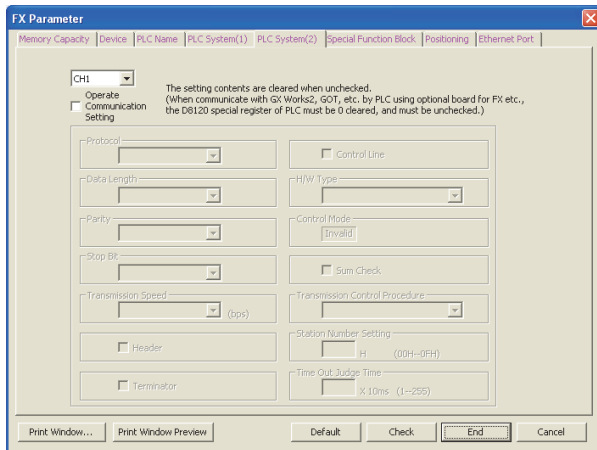 FX Parameter
Memory Capacity Device PLC Name PLC System(1) PLC System(2) Special Function Block Positioning Ethernet Port
CH1
Operate
Communication
Setting
The setting contents are cleared when unchecked.
(When communicate with GX Works2, GOT, etc. by PLC using optional board for FX etc.,
the D8120 special register of PLC must be 0 cleared, and must be unchecked.)
Protocol
Control Line
Data Length
H/W Type
Parity
Control Mode
Invalid
Stop Bit
Sum Check
Transmission Speed
(bps)
Transmission Control Procedure
Header
Station Number Setting
H (00H--0FH)
Terminator
Time Out Judge Time
X 10ms (1--255)
Print Window... Print Window Preview Default Check End Cancel